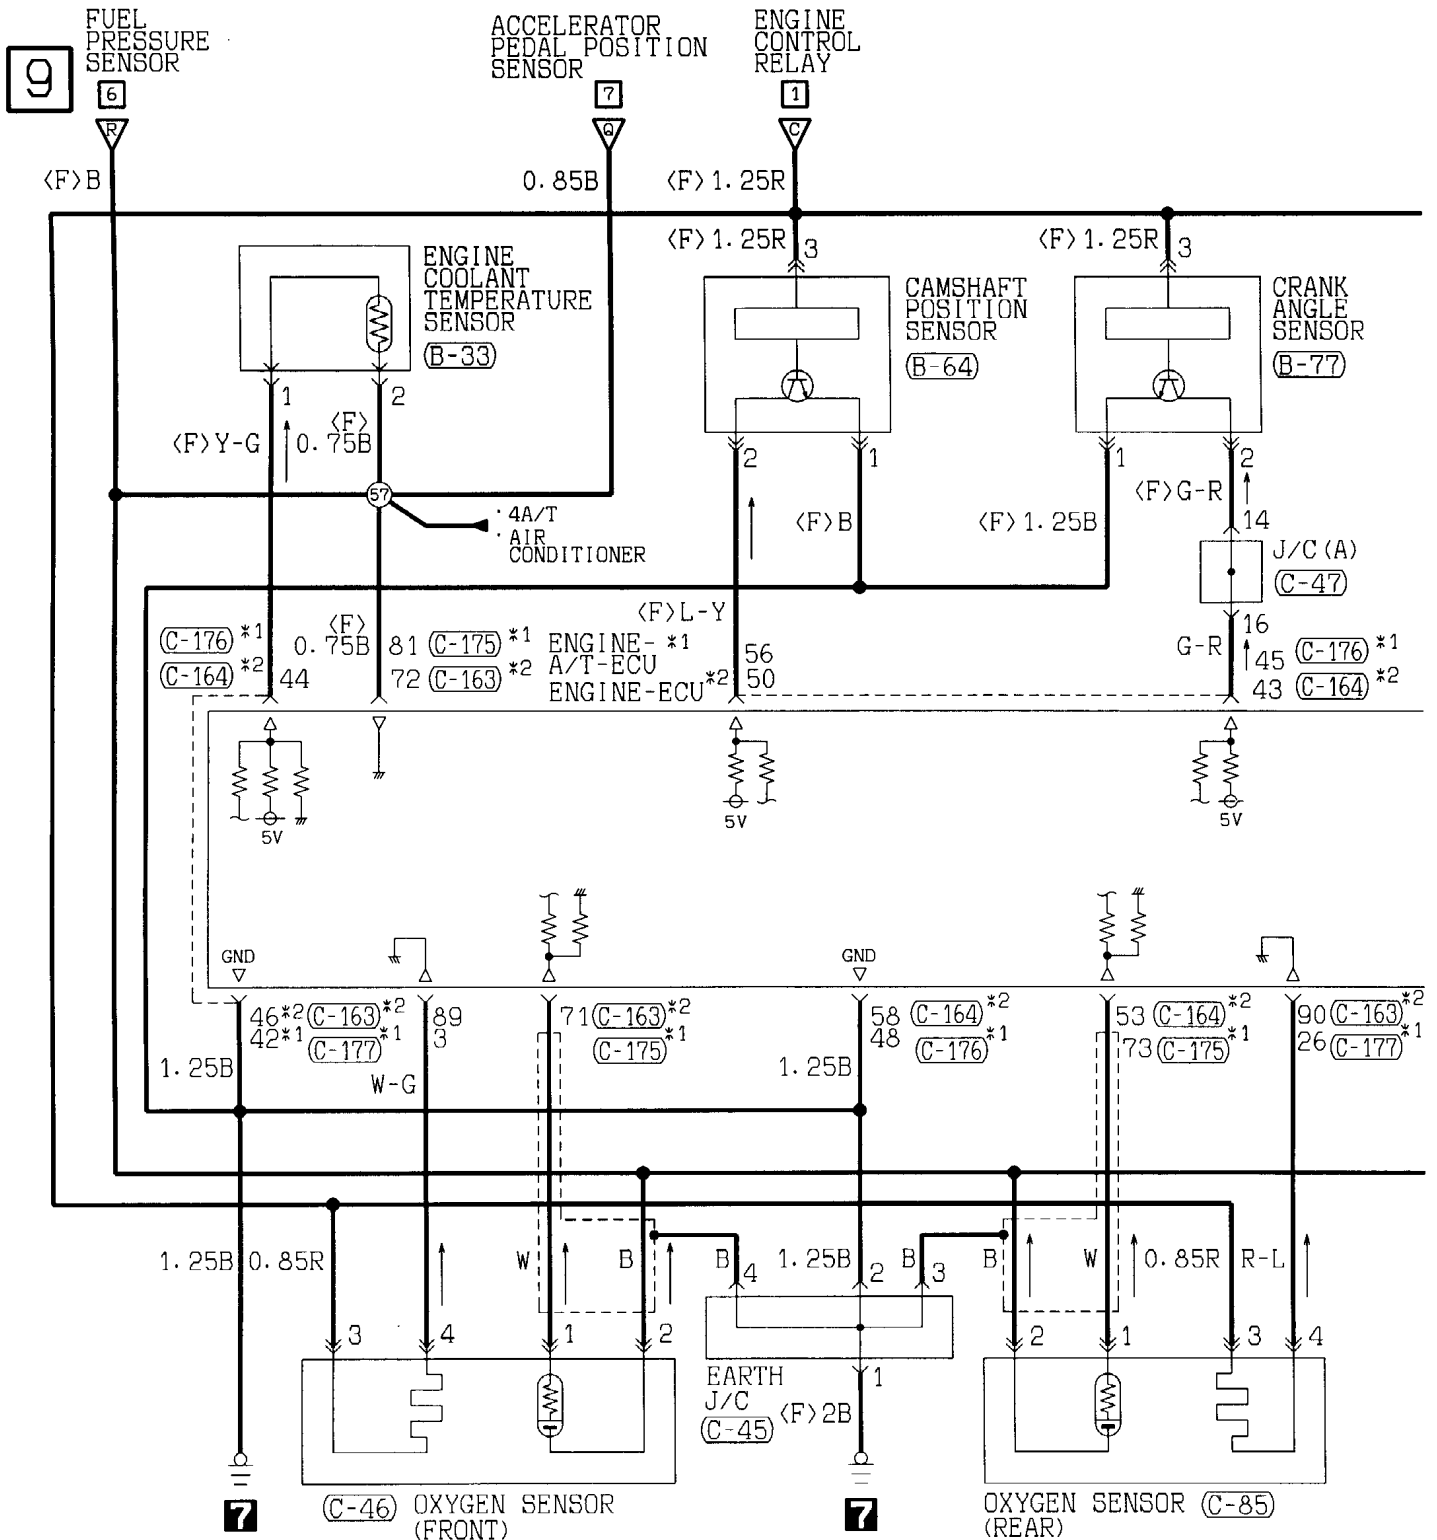 9
FUEL
PRESSURE
SENSOR
6
R
ACCELERATOR
PEDAL POSITION
SENSOR
7
Q
ENGINE
CONTROL
RELAY
1
C
<F>B
0.85B
<F>1.25R
<F>1.25R
3
<F>1.25R
3
ENGINE
COOLANT
TEMPERATURE
SENSOR
B-33
CAMSHAFT
POSITION
SENSOR
B-64
CRANK
ANGLE
SENSOR
B-77
1
2
<F>Y-G
<F>
0.75B
2
1
1
2
<F>G-R
57
· 4A/T
· AIR
CONDITIONER
<F>B
<F>1.25B
14
J/C(A)
C-47
<F>L-Y
16
C-176 *1
C-164 *2
44
<F>
0.75B
81 C-175 *1
72 C-163 *2
ENGINE- *1
A/T-ECU
ENGINE-ECU *2
56
50
G-R
45 C-176 *1
43 C-164 *2
5V
5V
5V
GND
GND
46*2 C-163 *2
42*1 C-177 *1
89
3
71 C-163 *2
C-175 *1
58 C-164 *2
48 C-176 *1
53 C-164 *2
73 C-175 *1
90 C-163 *2
26 C-177 *1
1.25B
W-G
1.25B
1.25B
0.85R
W
B
B
4
1.25B
2
B
3
B
W
0.85R
R-L
3
4
1
2
2
1
3
4
EARTH
J/C
C-45
1
<F>2B
7
C-46 OXYGEN SENSOR
(FRONT)
7
OXYGEN SENSOR C-85
(REAR)